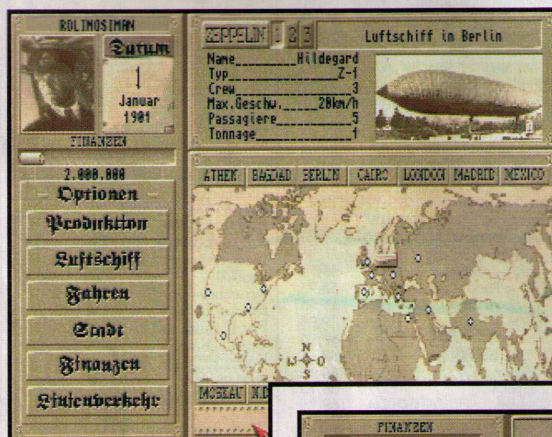 ROLINOSIMAN
Datum
1
Januar
1901
FINANZEN
2.000.000
Optionen
Produktion
Luftschiff
Fahren
Stadt
Finanzen
Linienverkehr
ZEPPELIN 1 2 3
Luftschiff in Berlin
Name Hildegard
Typ Z-1
Crew 3
Max.Geschw. 20km/h
Passagiere 5
Tonnage 1
ATHEN BAGDAD BERLIN CAIRO LONDON MADRID MEXICO
N
W O
S
MOSKAU
FINANZEN